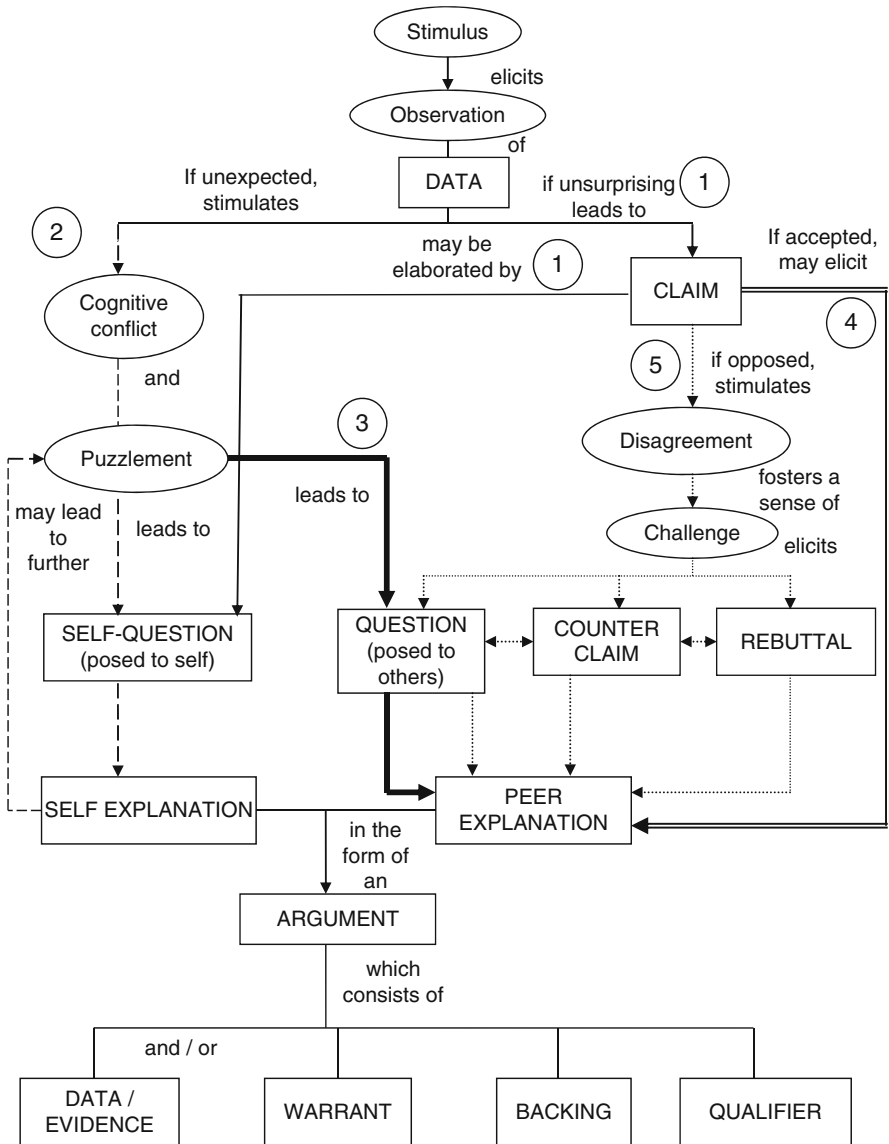 Stimulus
elicits
Observation
of
DATA
If unexpected,
stimulates
if unsurprising
leads to
1
2
may be
elaborated by
1
If accepted,
may elicit
Cognitive
conflict
CLAIM
4
and
5
if opposed,
stimulates
3
Puzzlement
Disagreement
may lead
to
further
leads to
leads to
fosters a
sense of
Challenge
elicits
SELF-QUESTION
(posed to self)
QUESTION
(posed to
others)
COUNTER
CLAIM
REBUTTAL
SELF EXPLANATION
PEER
EXPLANATION
in the
form of
an
ARGUMENT
which
consists of
and / or
DATA /
EVIDENCE
WARRANT
BACKING
QUALIFIER